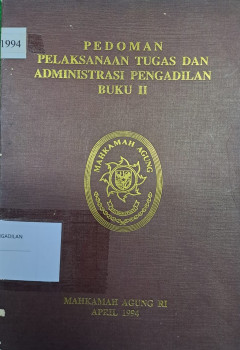 1994
PEDOMAN
PELAKSANAAN TUGAS DAN
ADMINISTRASI PENGADILAN
BUKU II
MAHKAMAH AGUNG
GADILAN
MAHKAMAH AGUNG RI
APRIL 1994